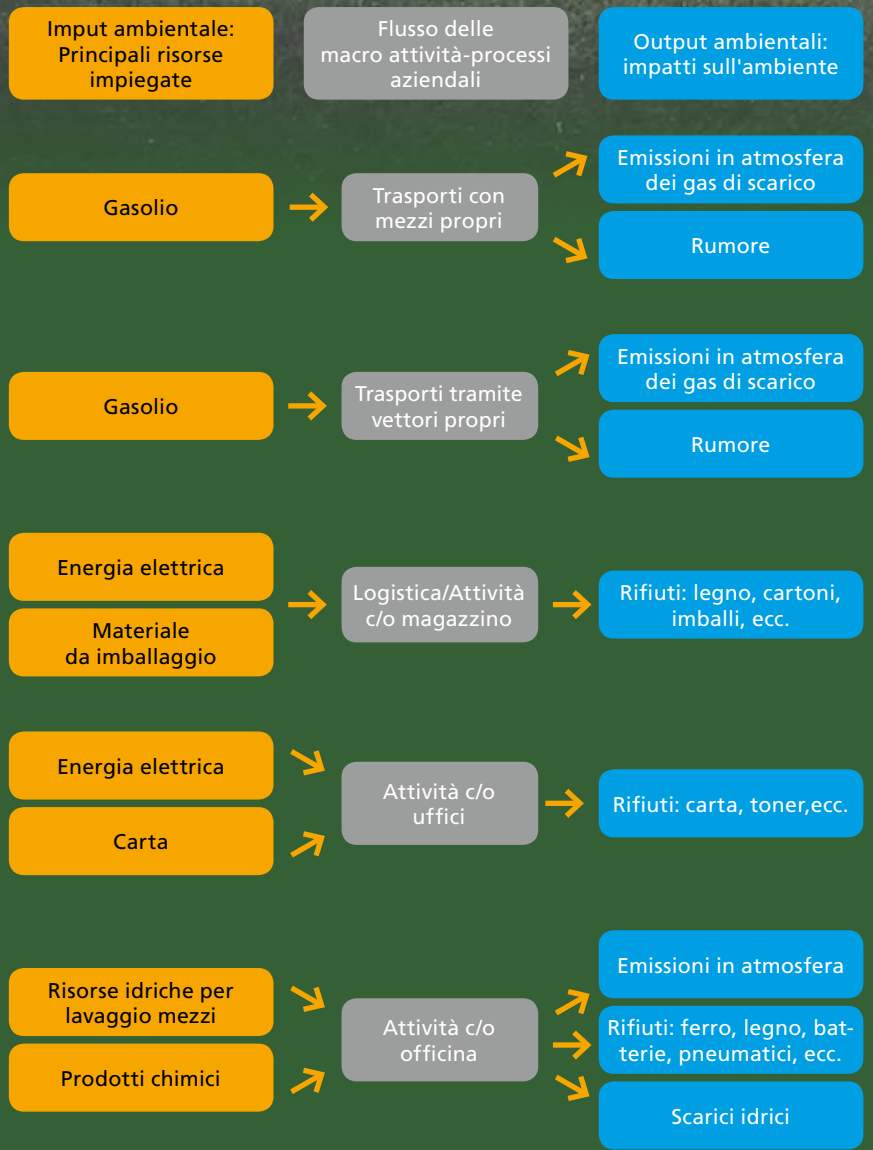 Imput ambientale:
Principali risorse
impiegate
Flusso delle
macro attività-processi
aziendali
Output ambientali:
impatti sull'ambiente
Gasolio
Trasporti con
mezzi propri
Emissioni in atmosfera
dei gas di scarico
Rumore
Gasolio
Trasporti tramite
vettori propri
Emissioni in atmosfera
dei gas di scarico
Rumore
Energia elettrica
Materiale
da imballaggio
Logistica/Attività
c/o magazzino
Rifiuti: legno, cartoni,
imballi, ecc.
Energia elettrica
Carta
Attività c/o
uffici
Rifiuti: carta, toner,ecc.
Risorse idriche per
lavaggio mezzi
Prodotti chimici
Attività c/o
officina
Emissioni in atmosfera
Rifiuti: ferro, legno, bat-
terie, pneumatici, ecc.
Scarici idrici